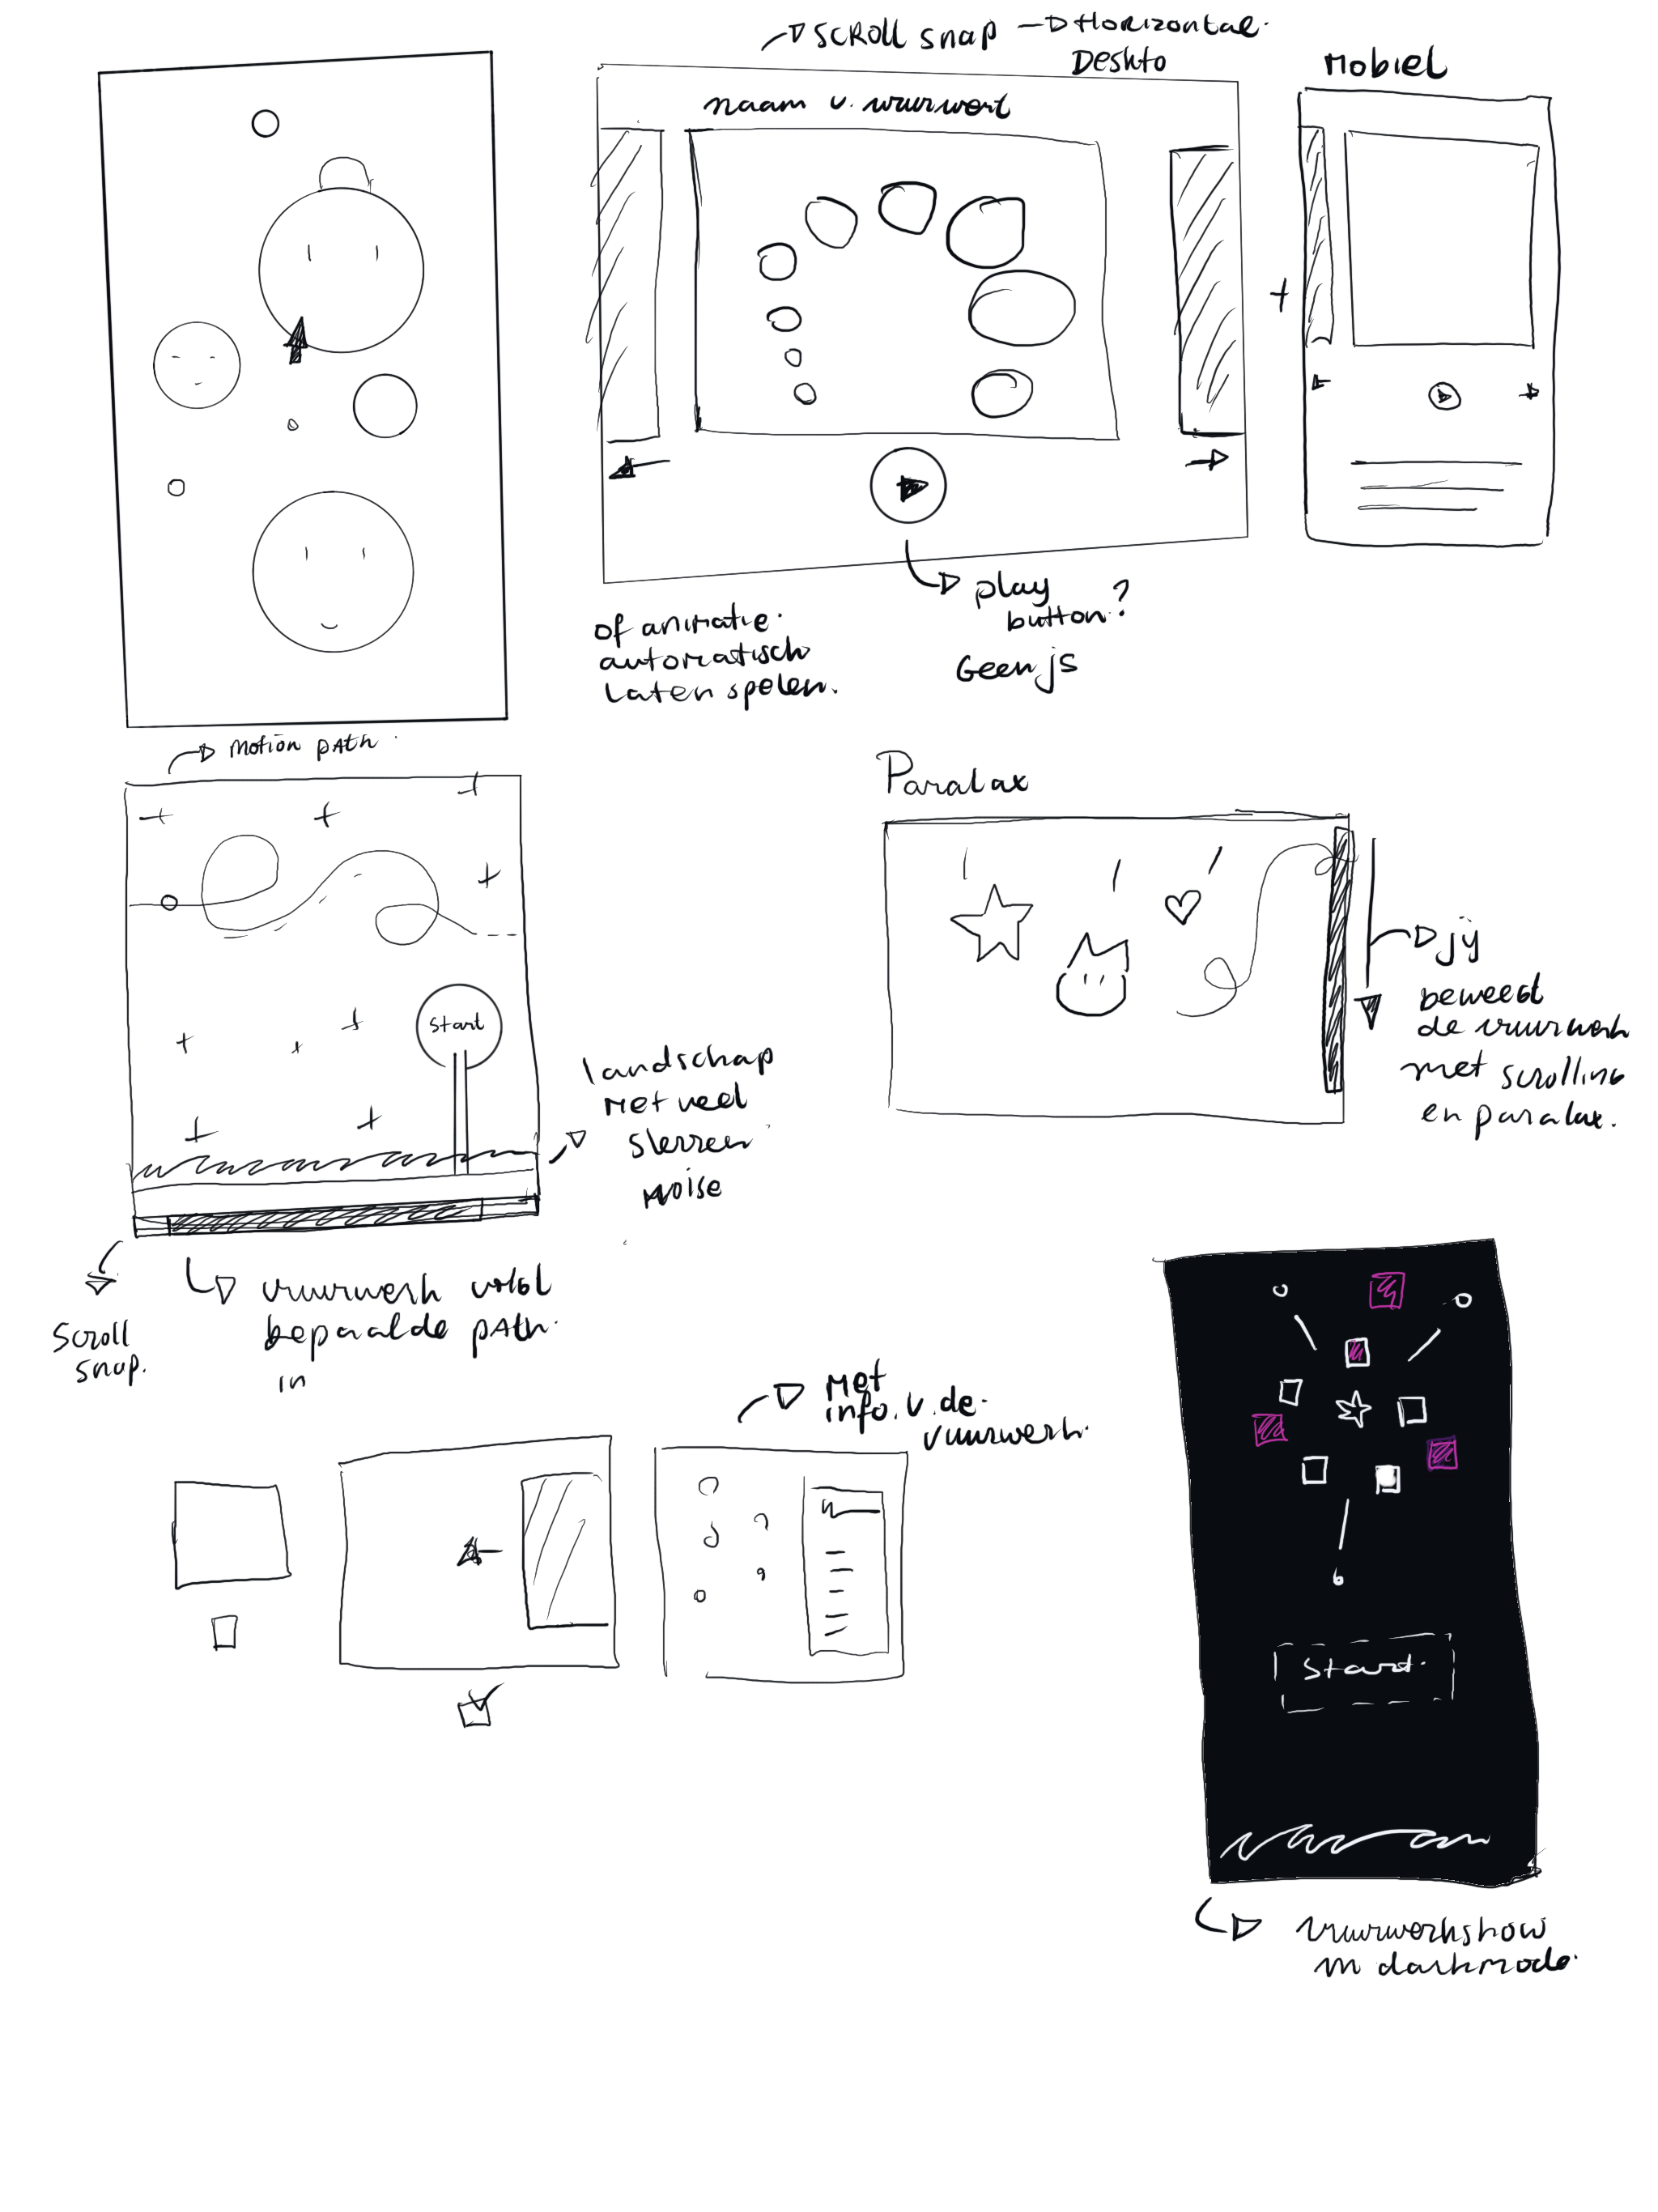 SCROLL snap → Horizontal.
Deskto
Mobiel
naam v. vuurwerk
play
button?
Geen js
of animatie.
automatisch
Laten spelen.
Motion path.
Start
landschap
Met veel
sterren
noise
Scroll
snap.
vuurwerk volgt
bepaalde path.
in
Paralax
jij
beweegt
de vuurwerk
met scrolling
en paralax.
Met
info. v. de.
vuurwerk.
Start.
vuurwerkshow
in darkmode.